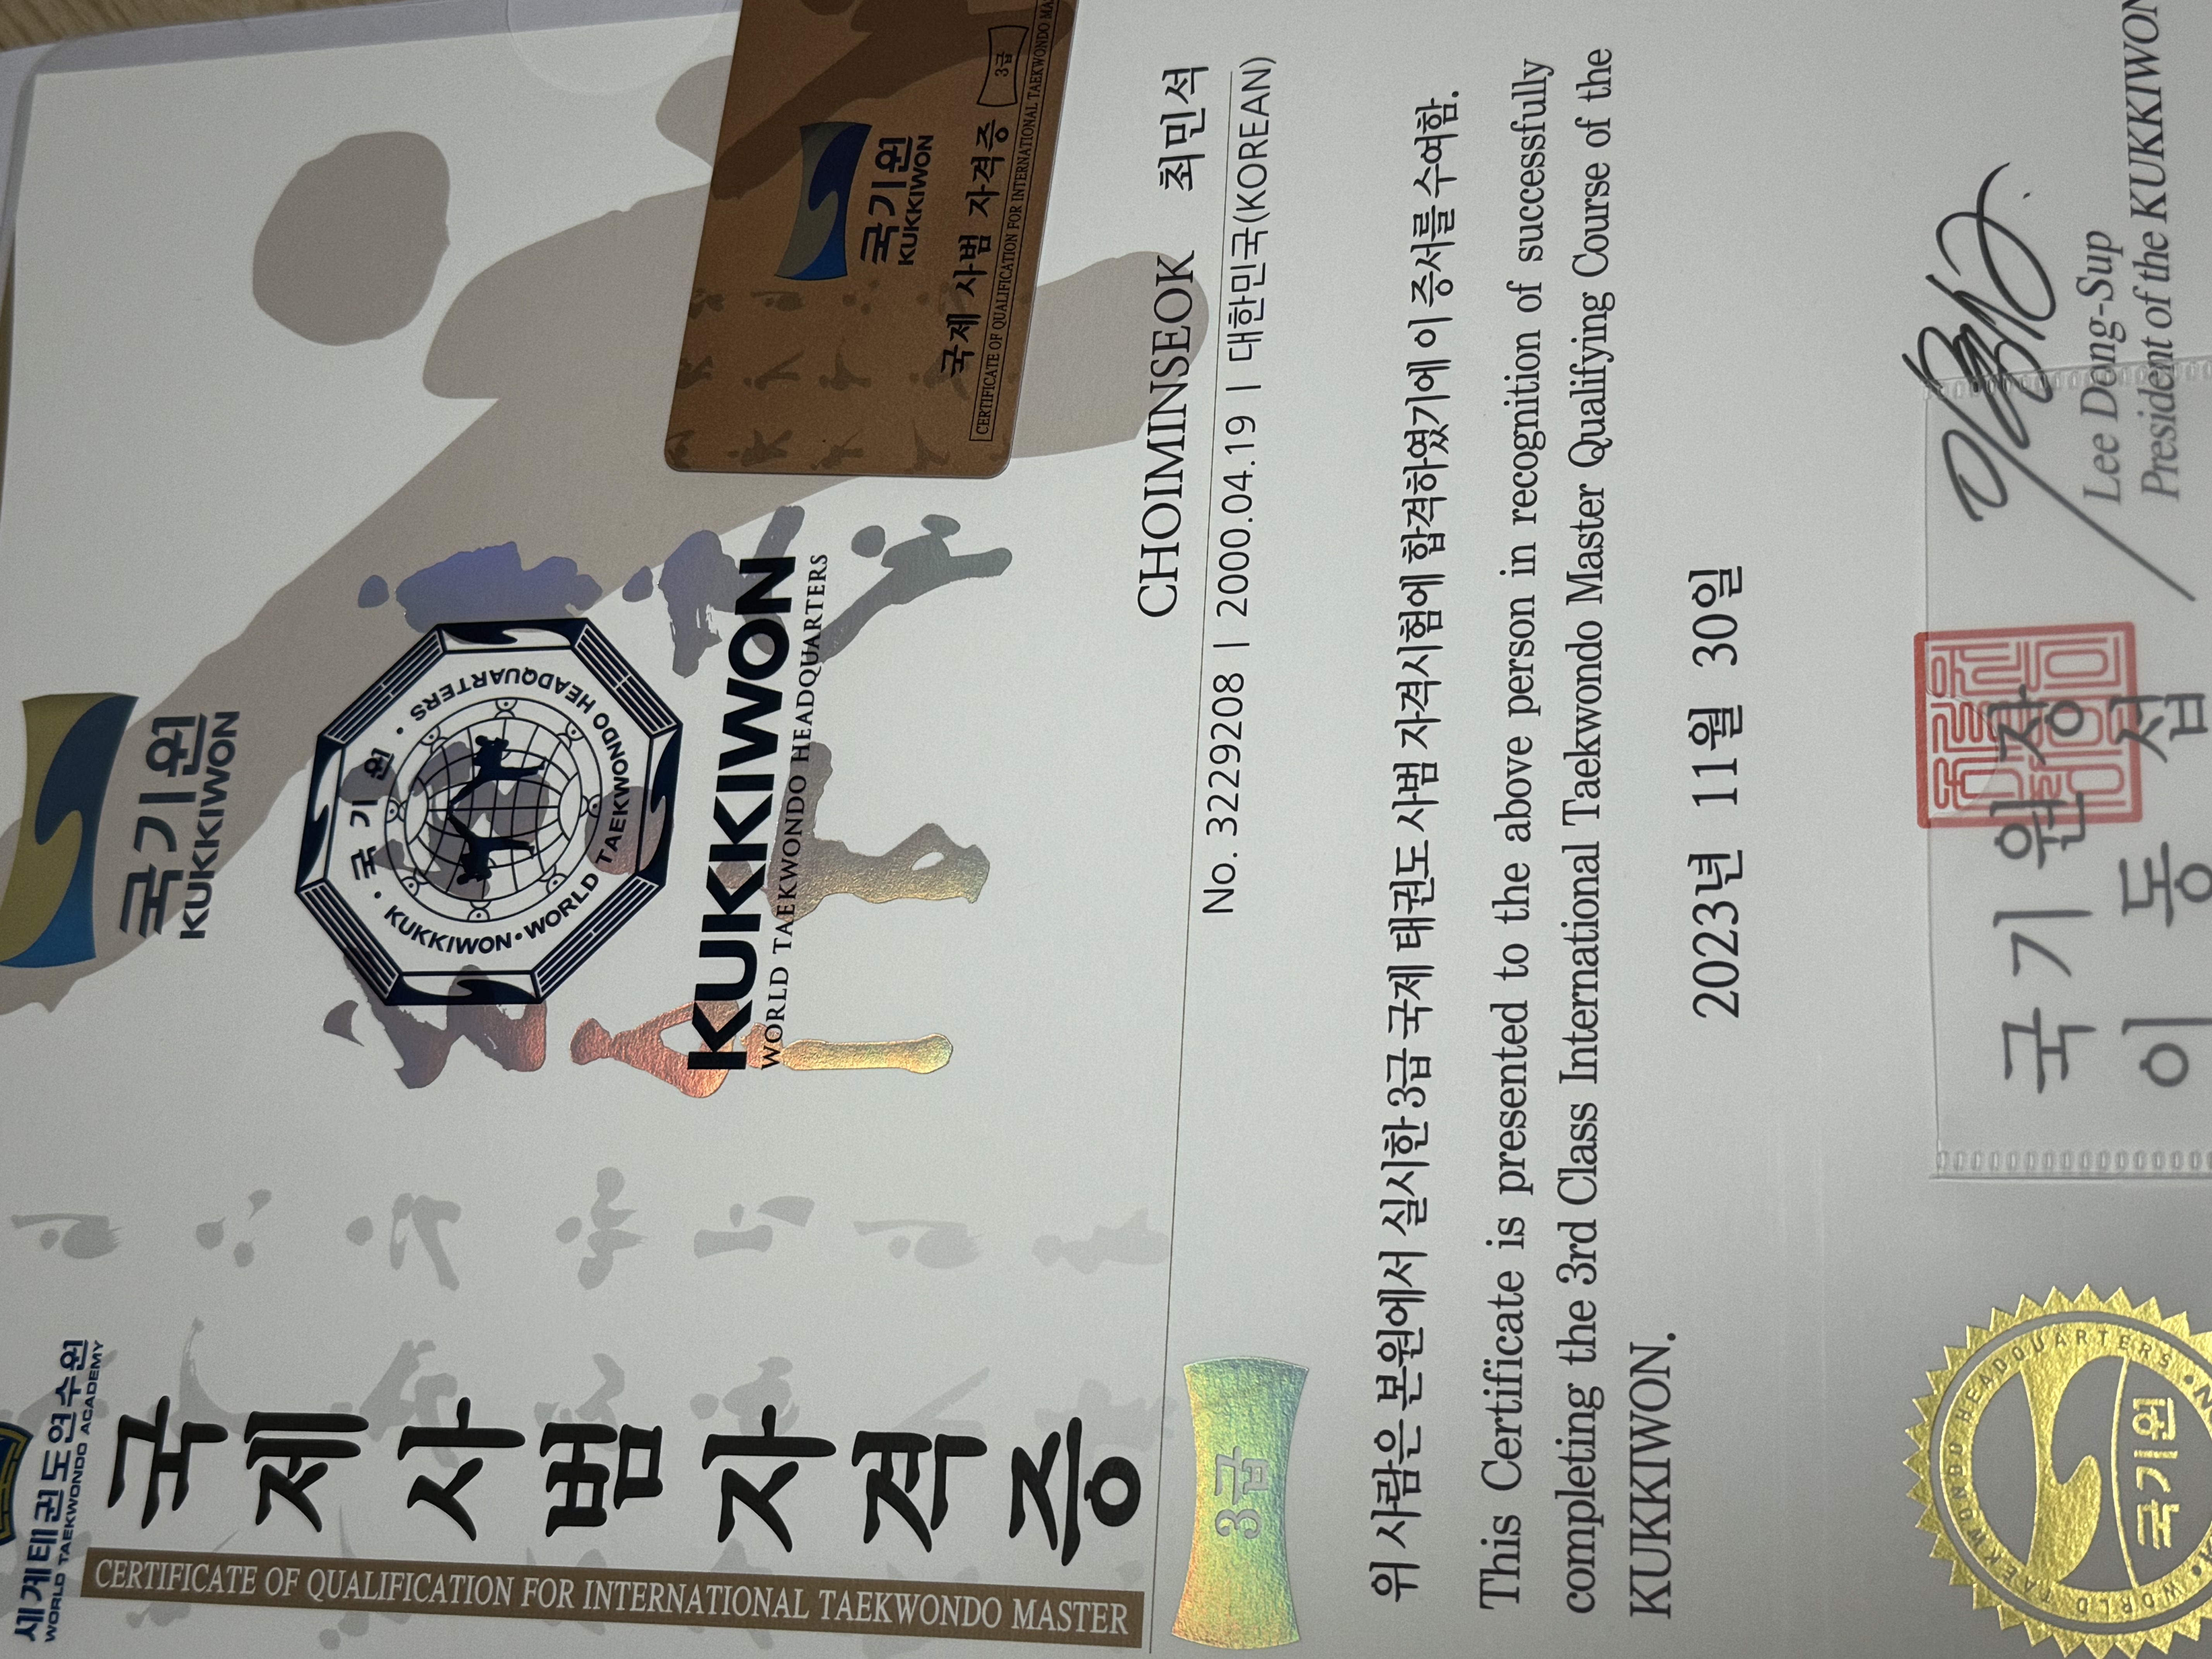 세계태권도연수원
WORLD TAEKWONDO ACADEMY
국기원
KUKKIWON
CERTIFICATE OF QUALIFICATION FOR INTERNATIONAL TAEKWONDO MASTER
국제사범자격증
국기원
KUKKIWON • WORLD TAEKWONDO HEADQUARTERS
KUKKIWON
WORLD TAEKWONDO HEADQUARTERS
국기원
KUKKIWON
국제 사범 자격증
3급
CERTIFICATE OF QUALIFICATION FOR INTERNATIONAL TAEKWONDO MA
3급
CHOIMINSEOK 최민석
No. 3229208 | 2000.04.19 | 대한민국(KOREAN)
위 사람은 본원에서 실시한 3급 국제 태권도 사범 자격시험에 합격하였기에 이 증서를 수여함.
This Certificate is presented to the above person in recognition of successfully
completing the 3rd Class International Taekwondo Master Qualifying Course of the
KUKKIWON.
2023년 11월 30일
국기원장
이동섭
Lee Dong-Sup
President of the KUKKIWON
WORLD TAEKWONDO HEADQUARTERS
국기원